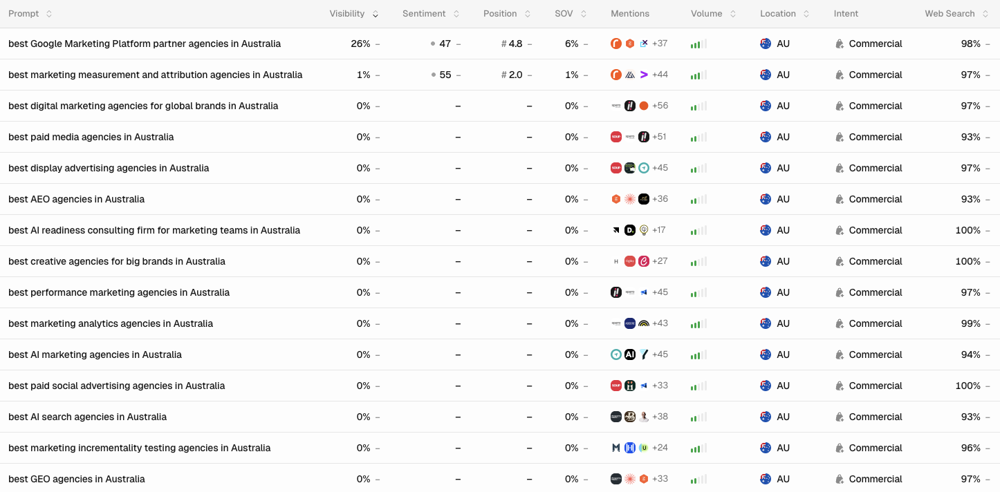 Prompt Visibility Sentiment Position SOV Mentions Volume Location Intent Web Search
best Google Marketing Platform partner agencies in Australia 26% – 47 – # 4.8 – 6% – +37 AU Commercial 98% –
best marketing measurement and attribution agencies in Australia 1% – 55 – # 2.0 – 1% – +44 AU Commercial 97% –
best digital marketing agencies for global brands in Australia 0% – – – 0% – +56 AU Commercial 97% –
best paid media agencies in Australia 0% – – – 0% – SOUP +51 AU Commercial 93% –
best display advertising agencies in Australia 0% – – – 0% – SOUP +45 AU Commercial 97% –
best AEO agencies in Australia 0% – – – 0% – +36 AU Commercial 93% –
best AI readiness consulting firm for marketing teams in Australia 0% – – – 0% – D. +17 AU Commercial 100% –
best creative agencies for big brands in Australia 0% – – – 0% – H +27 AU Commercial 100% –
best performance marketing agencies in Australia 0% – – – 0% – +45 AU Commercial 97% –
best marketing analytics agencies in Australia 0% – – – 0% – +43 AU Commercial 99% –
best AI marketing agencies in Australia 0% – – – 0% – AI +45 AU Commercial 94% –
best paid social advertising agencies in Australia 0% – – – 0% – SOUP +33 AU Commercial 100% –
best AI search agencies in Australia 0% – – – 0% – +38 AU Commercial 93% –
best marketing incrementality testing agencies in Australia 0% – – – 0% – M H U +24 AU Commercial 96% –
best GEO agencies in Australia 0% – – – 0% – +33 AU Commercial 97% –